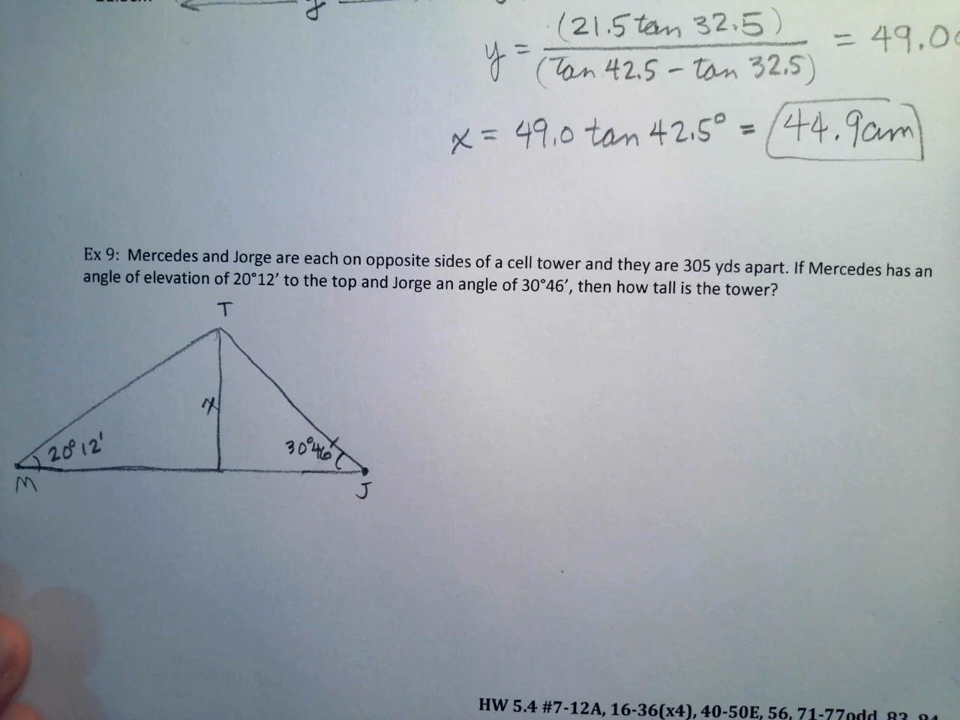 y = (21.5 tan 32.5) / (Tan 42.5 - tan 32.5) = 49.0
x = 49.0 tan 42.5° = 44.9cm
Ex 9: Mercedes and Jorge are each on opposite sides of a cell tower and they are 305 yds apart. If Mercedes has an
angle of elevation of 20°12′ to the top and Jorge an angle of 30°46′, then how tall is the tower?
T
x
20°12'
30°46'
M
J
HW 5.4 #7-12A, 16-36(x4), 40-50E, 56, 71-77odd, 82, 94